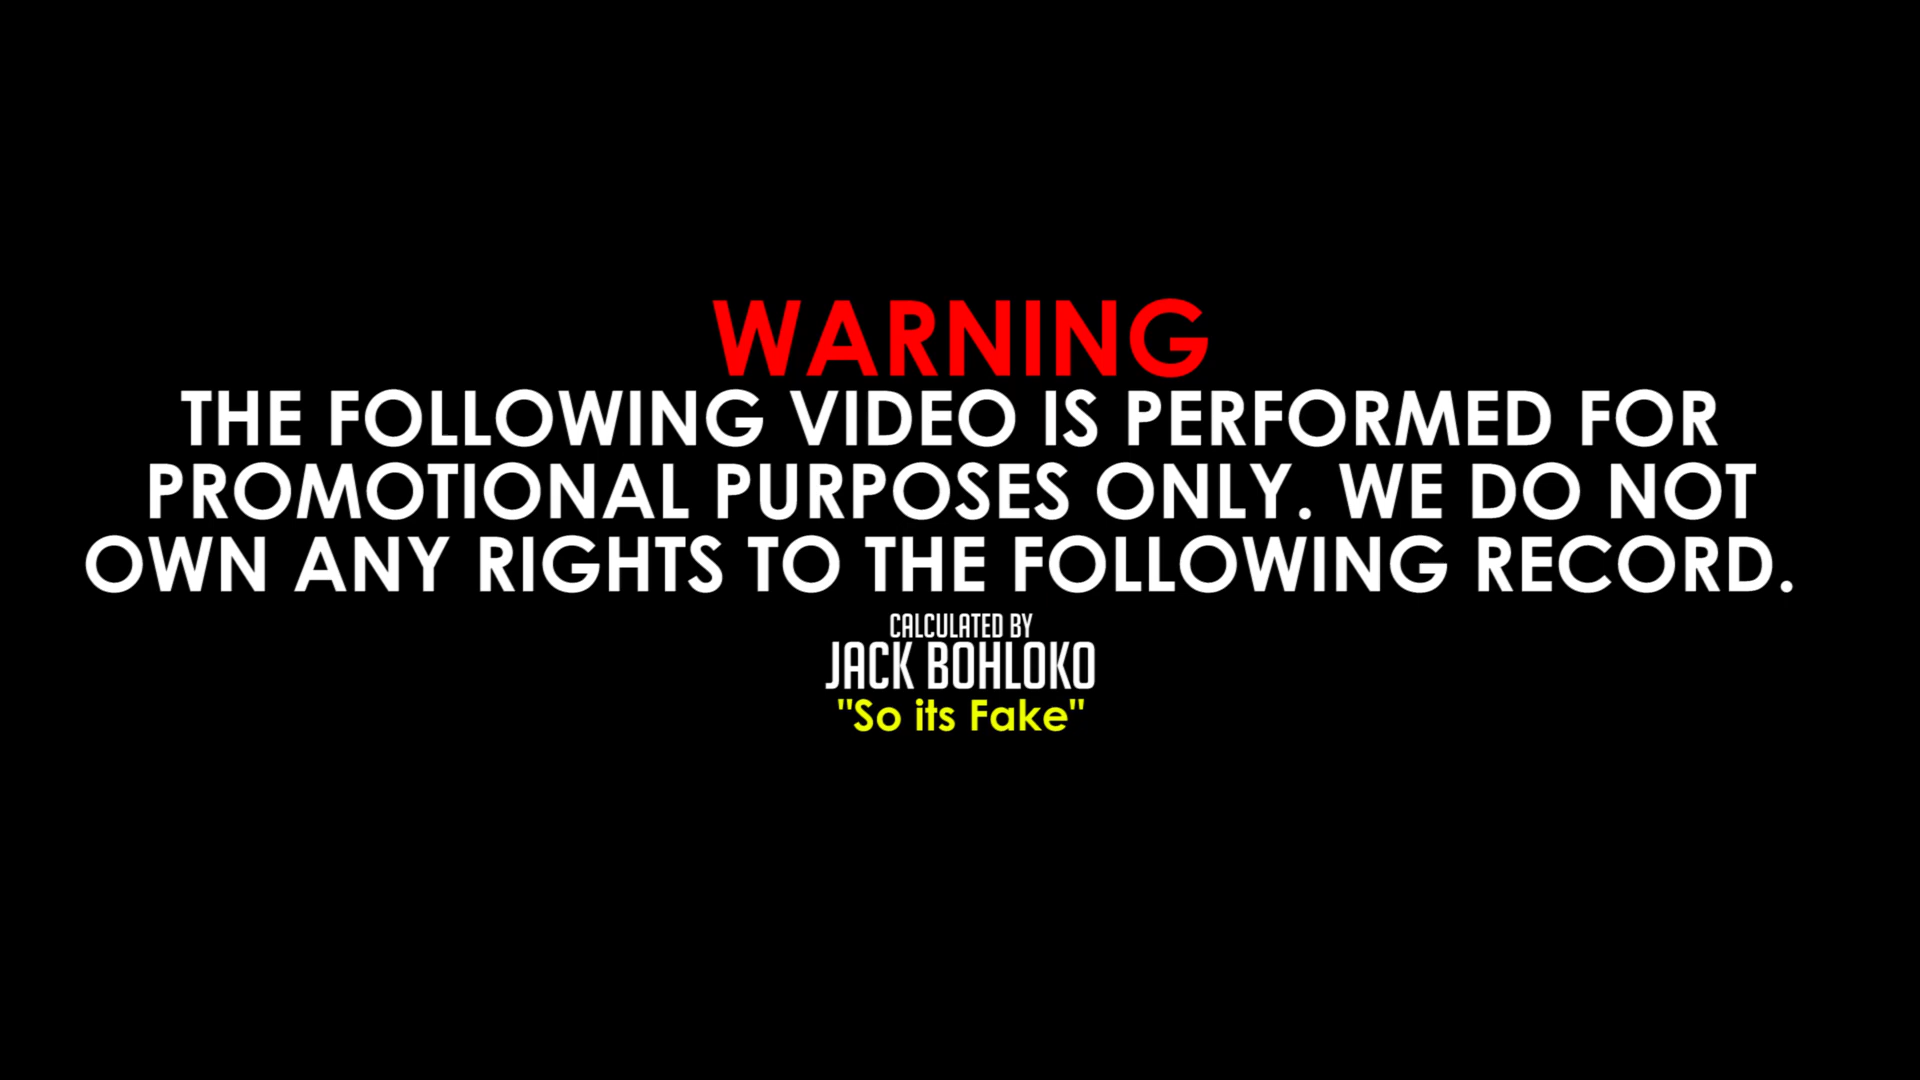 WARNING
THE FOLLOWING VIDEO IS PERFORMED FOR
PROMOTIONAL PURPOSES ONLY. WE DO NOT
OWN ANY RIGHTS TO THE FOLLOWING RECORD.
CALCULATED BY
JACK BOHLOKO
"So its Fake"